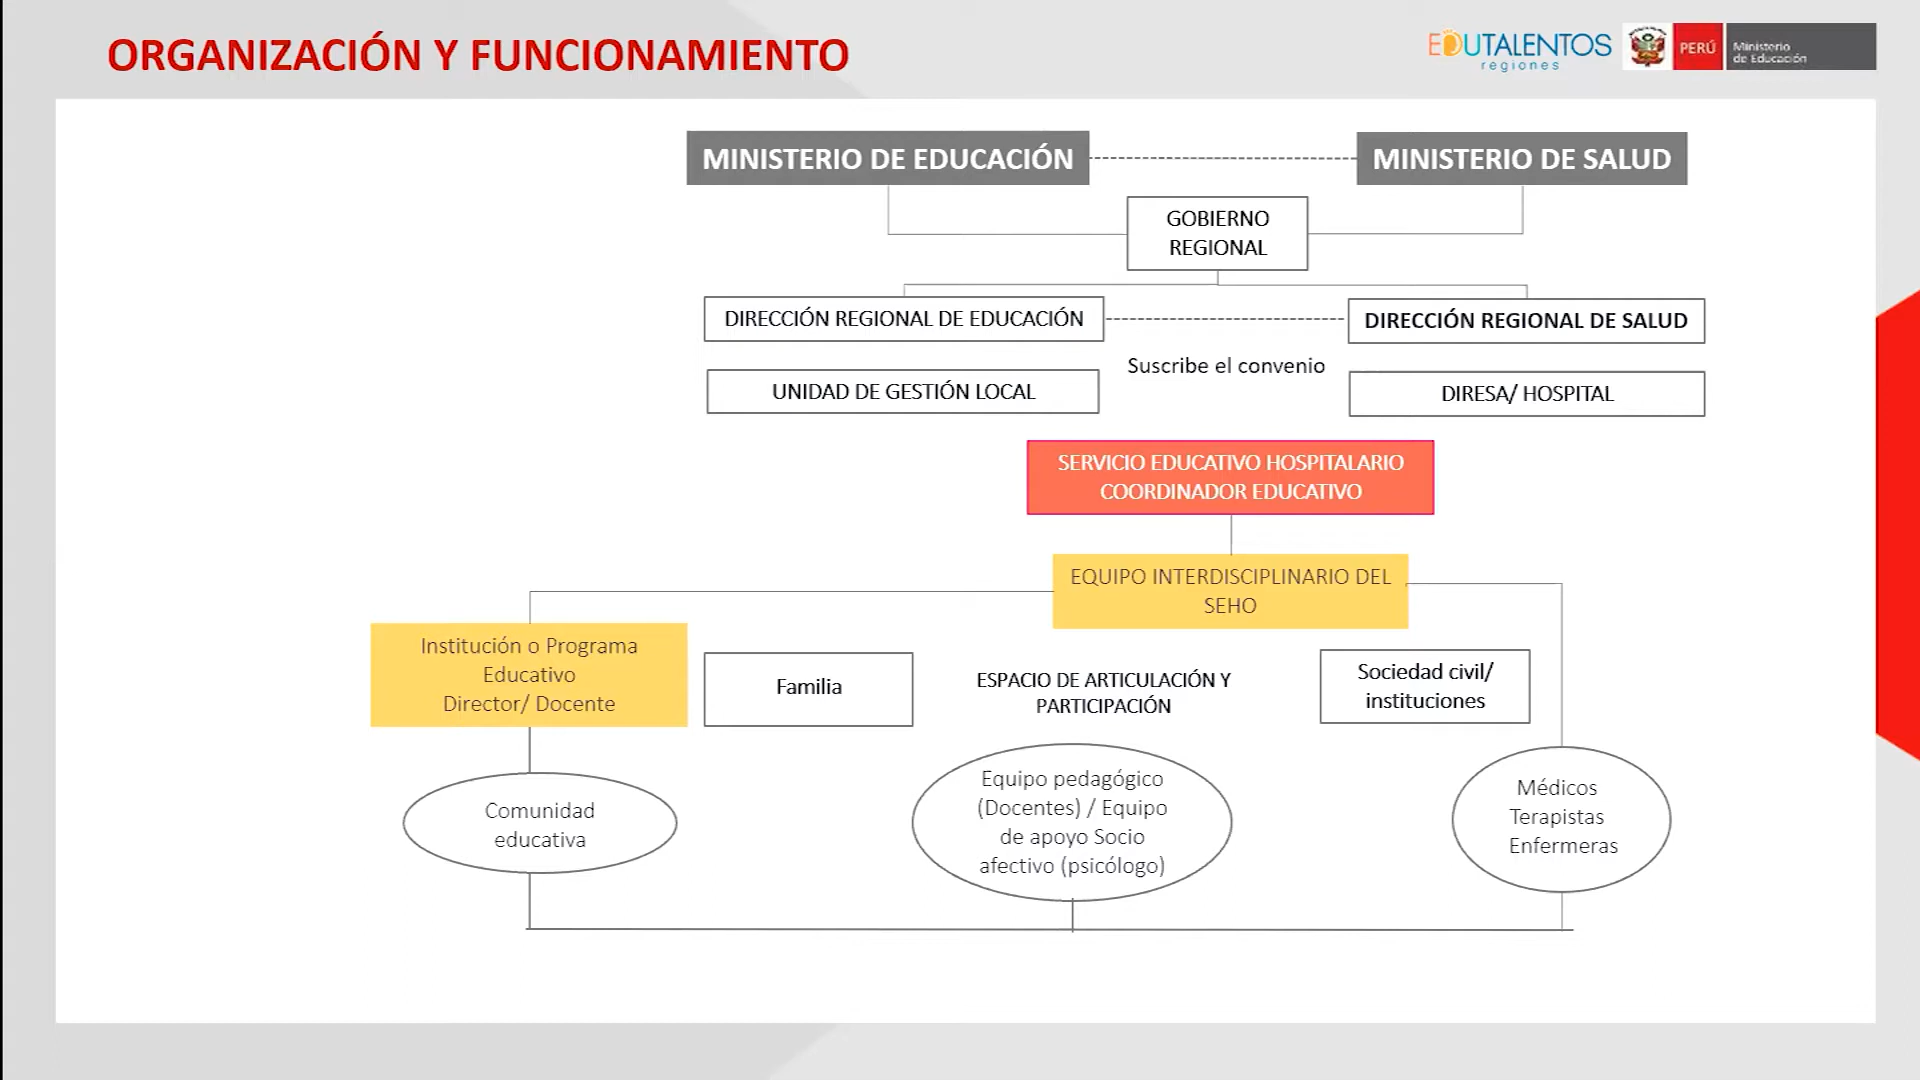 ORGANIZACIÓN Y FUNCIONAMIENTO
EDUTALENTOS
regiones
PERÚ
Ministerio
de Educación
MINISTERIO DE EDUCACIÓN
MINISTERIO DE SALUD
GOBIERNO
REGIONAL
DIRECCIÓN REGIONAL DE EDUCACIÓN
DIRECCIÓN REGIONAL DE SALUD
Suscribe el convenio
UNIDAD DE GESTIÓN LOCAL
DIRESA/ HOSPITAL
SERVICIO EDUCATIVO HOSPITALARIO
COORDINADOR EDUCATIVO
EQUIPO INTERDISCIPLINARIO DEL
SEHO
Institución o Programa
Educativo
Director/ Docente
Familia
ESPACIO DE ARTICULACIÓN Y
PARTICIPACIÓN
Sociedad civil/
instituciones
Comunidad
educativa
Equipo pedagógico
(Docentes) / Equipo
de apoyo Socio
afectivo (psicólogo)
Médicos
Terapistas
Enfermeras